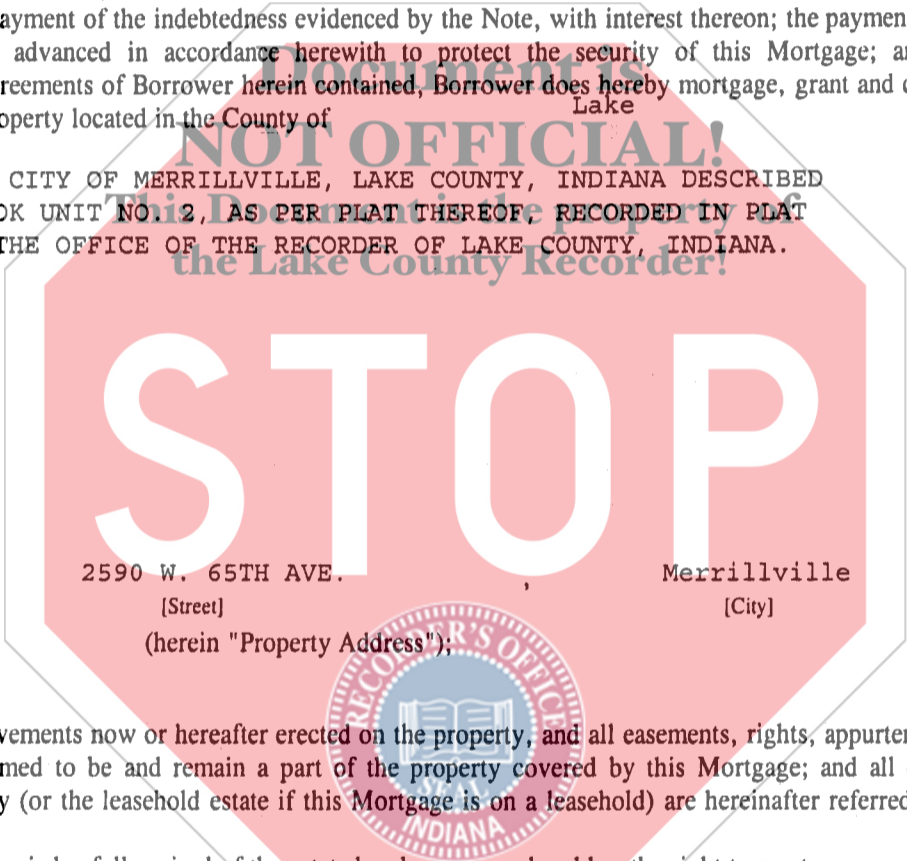 ayment of the indebtedness evidenced by the Note, with interest thereon; the paymen
advanced in accordance herewith to protect the security of this Mortgage; a
Document is
reements of Borrower herein contained, Borrower does hereby mortgage, grant and
Lake
operty located in the County of
NOT OFFICIAL!
CITY OF MERRILLVILLE, LAKE COUNTY, INDIANA DESCRIBED
OK UNIT NO. 2, AS PER PLAT THEREOF, RECORDED IN PLAT
This Document is the property of
THE OFFICE OF THE RECORDER OF LAKE COUNTY, INDIANA.
the Lake County Recorder!
STOP
2590 W. 65TH AVE. , Merrillville
[Street] [City]
(herein "Property Address");
RECORDER'S OFFICE
vements now or hereafter erected on the property, and all easements, rights, appurte
med to be and remain a part of the property covered by this Mortgage; and all
SEAL
y (or the leasehold estate if this Mortgage is on a leasehold) are hereinafter referred
INDIANA